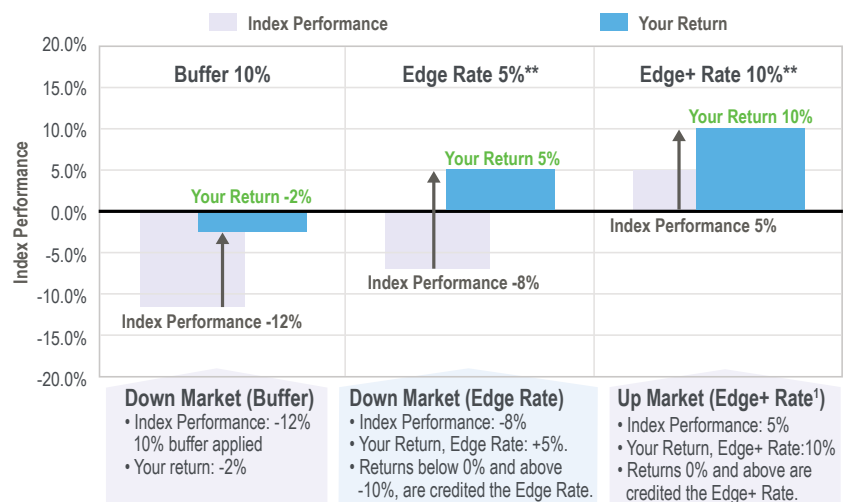 Index Performance
Your Return
20.0%
15.0%
10.0%
5.0%
0.0%
-5.0%
-10.0%
-15.0%
-20.0%
Index Performance
Buffer 10%
Your Return -2%
Index Performance -12%
Edge Rate 5%**
Your Return 5%
Index Performance -8%
Edge+ Rate 10%**
Your Return 10%
Index Performance 5%
Down Market (Buffer)
• Index Performance: -12%
10% buffer applied
• Your return: -2%
Down Market (Edge Rate)
• Index Performance: -8%
• Your Return, Edge Rate: +5%.
• Returns below 0% and above
-10%, are credited the Edge Rate.
Up Market (Edge+ Rate¹)
• Index Performance: 5%
• Your Return, Edge+ Rate:10%
• Returns 0% and above are
credited the Edge+ Rate.